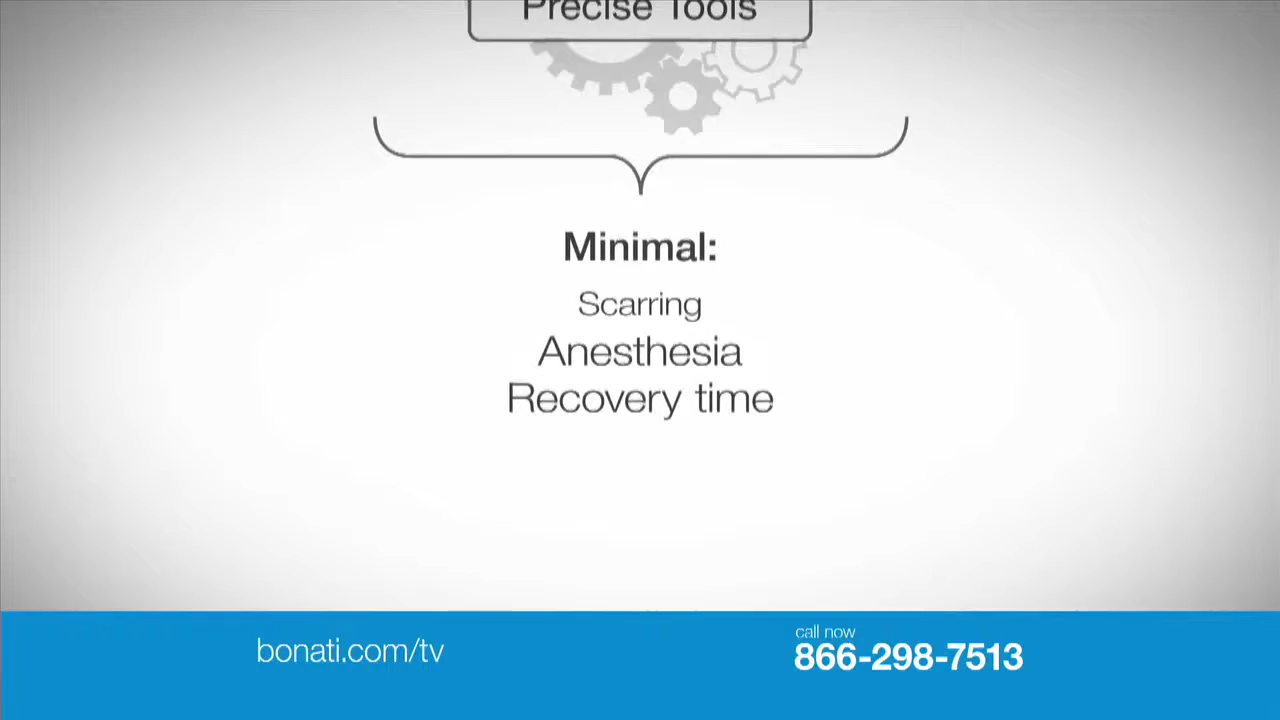 Precise Tools
Minimal:
Scarring
Anesthesia
Recovery time
bonati.com/tv
call now
866-298-7513